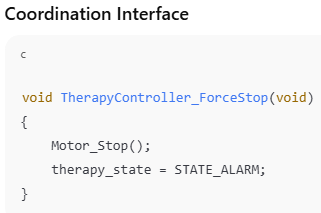 Coordination Interface
c
void TherapyController_ForceStop(void)
{
    Motor_Stop();
    therapy_state = STATE_ALARM;
}